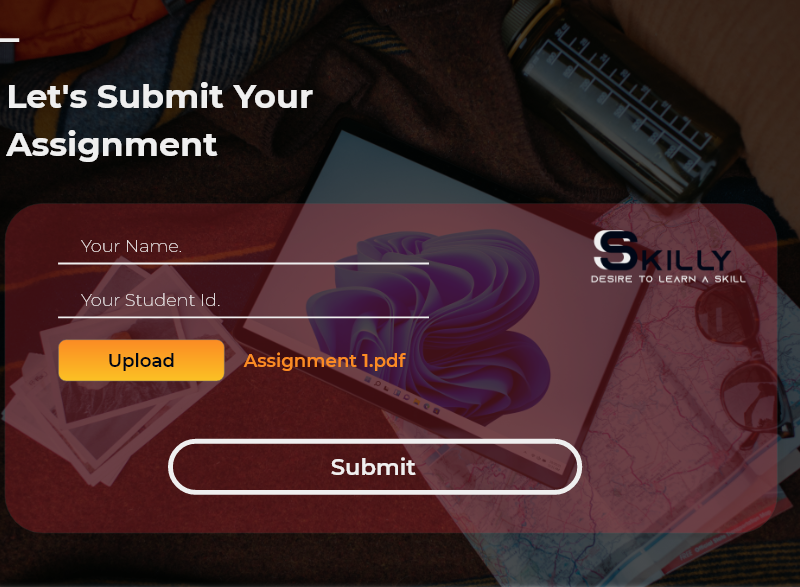 Let's Submit Your
Assignment
Your Name.
SKILLY
DESIRE TO LEARN A SKILL
Your Student Id.
Upload
Assignment 1.pdf
Submit